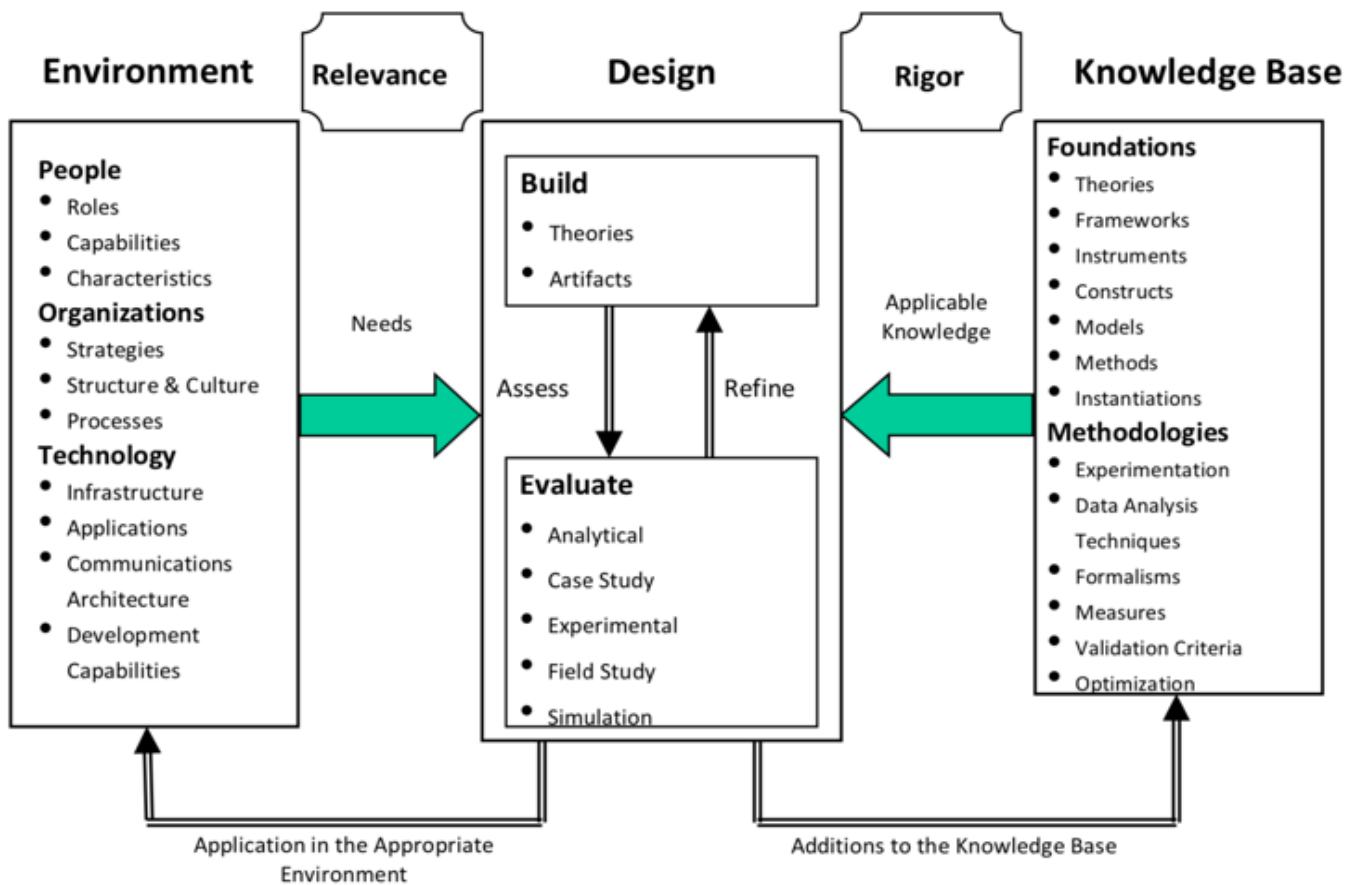 Environment
Relevance
Design
Rigor
Knowledge Base
People
Roles
Capabilities
Characteristics
Organizations
Strategies
Structure & Culture
Processes
Technology
Infrastructure
Applications
Communications
Architecture
Development
Capabilities
Needs
Build
Theories
Artifacts
Assess
Refine
Evaluate
Analytical
Case Study
Experimental
Field Study
Simulation
Applicable
Knowledge
Foundations
Theories
Frameworks
Instruments
Constructs
Models
Methods
Instantiations
Methodologies
Experimentation
Data Analysis
Techniques
Formalisms
Measures
Validation Criteria
Optimization
Application in the Appropriate
Environment
Additions to the Knowledge Base